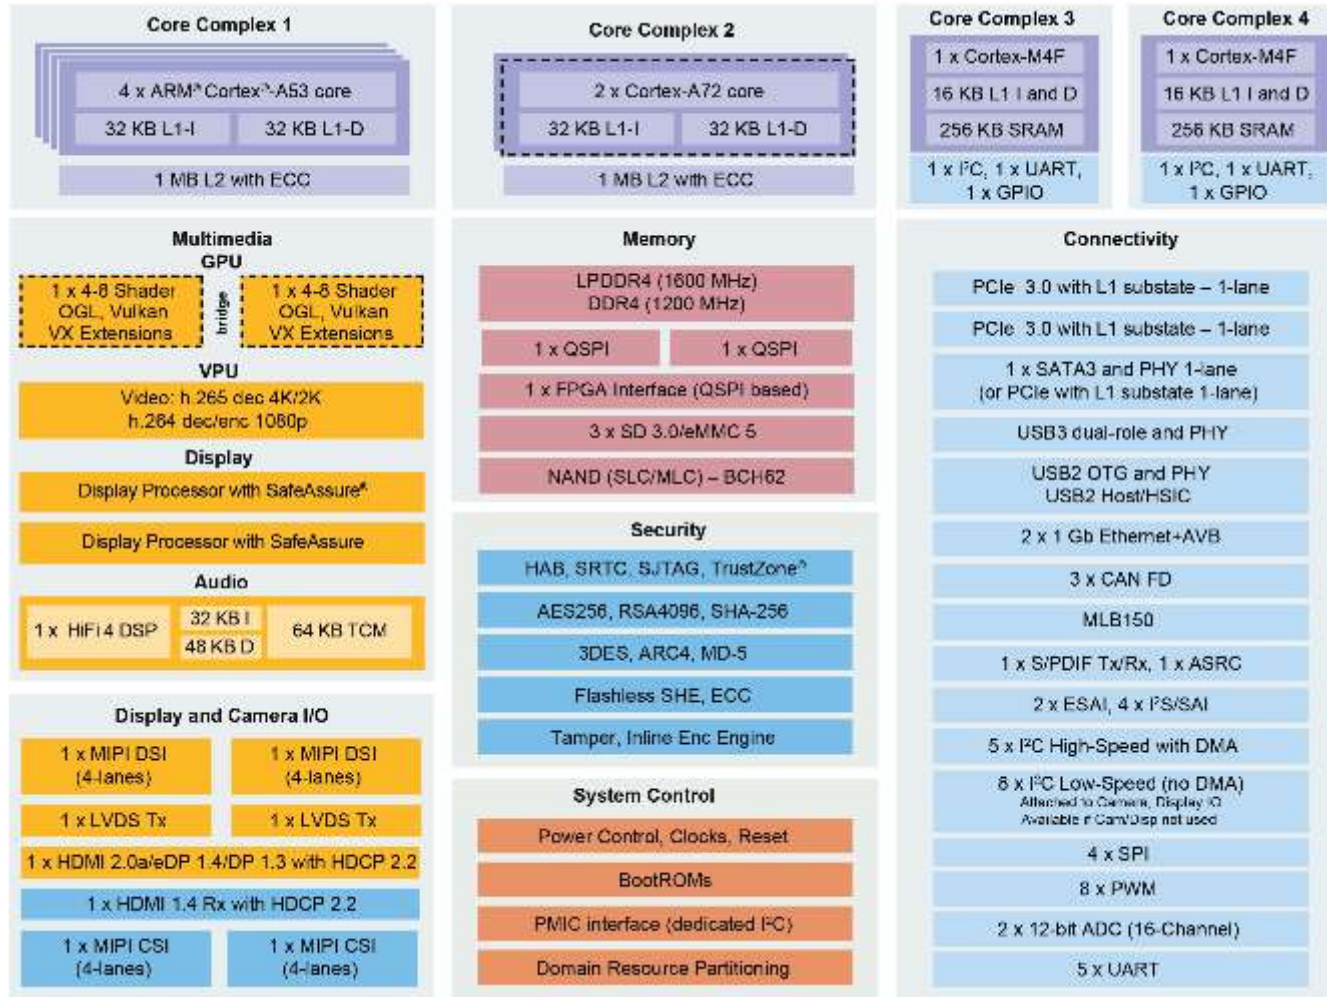 Core Complex 1
4 x ARM® Cortex®-A53 core
32 KB L1-I
32 KB L1-D
1 MB L2 with ECC
Core Complex 2
2 x Cortex-A72 core
32 KB L1-I
32 KB L1-D
1 MB L2 with ECC
Core Complex 3
1 x Cortex-M4F
16 KB L1 I and D
256 KB SRAM
1 x I²C, 1 x UART,
1 x GPIO
Core Complex 4
1 x Cortex-M4F
16 KB L1 I and D
256 KB SRAM
1 x I²C, 1 x UART,
1 x GPIO
Multimedia
GPU
1 x 4-8 Shader
OGL, Vulkan
VX Extensions
bridge
1 x 4-8 Shader
OGL, Vulkan
VX Extensions
VPU
Video: h.265 dec 4K/2K
h.264 dec/enc 1080p
Display
Display Processor with SafeAssure®
Display Processor with SafeAssure
Audio
1 x HiFi 4 DSP
32 KB I
48 KB D
64 KB TCM
Display and Camera I/O
1 x MIPI DSI
(4-lanes)
1 x MIPI DSI
(4-lanes)
1 x LVDS Tx
1 x LVDS Tx
1 x HDMI 2.0a/eDP 1.4/DP 1.3 with HDCP 2.2
1 x HDMI 1.4 Rx with HDCP 2.2
1 x MIPI CSI
(4-lanes)
1 x MIPI CSI
(4-lanes)
Memory
LPDDR4 (1600 MHz)
DDR4 (1200 MHz)
1 x QSPI
1 x QSPI
1 x FPGA Interface (QSPI based)
3 x SD 3.0/eMMC 5
NAND (SLC/MLC) – BCH62
Security
HAB, SRTC, SJTAG, TrustZone®
AES256, RSA4096, SHA-256
3DES, ARC4, MD-5
Flashless SHE, ECC
Tamper, Inline Enc Engine
System Control
Power Control, Clocks, Reset
BootROMs
PMIC interface (dedicated I²C)
Domain Resource Partitioning
Connectivity
PCIe 3.0 with L1 substate – 1-lane
PCIe 3.0 with L1 substate – 1-lane
1 x SATA3 and PHY 1-lane
(or PCIe with L1 substate 1-lane)
USB3 dual-role and PHY
USB2 OTG and PHY
USB2 Host/HSIC
2 x 1 Gb Ethernet+AVB
3 x CAN FD
MLB150
1 x S/PDIF Tx/Rx, 1 x ASRC
2 x ESAI, 4 x I²S/SAI
5 x I²C High-Speed with DMA
8 x I²C Low-Speed (no DMA)
Attached to Camera, Display IO
Available if Cam/Disp not used
4 x SPI
8 x PWM
2 x 12-bit ADC (16-Channel)
5 x UART